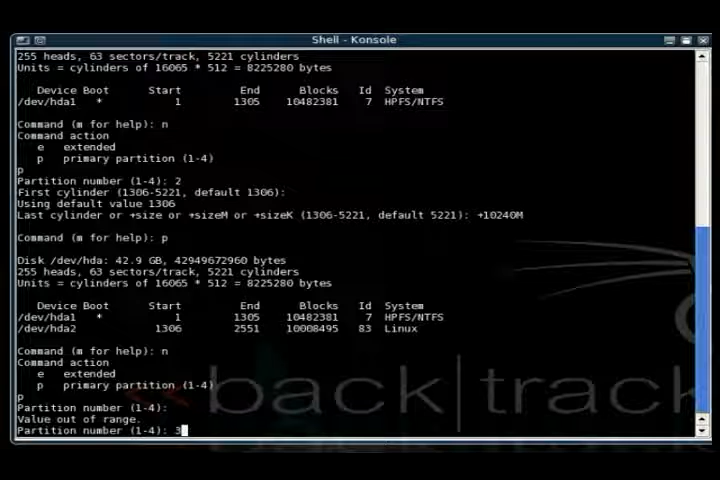 Shell - Konsole
255 heads, 63 sectors/track, 5221 cylinders
Units = cylinders of 16065 * 512 = 8225280 bytes
Device Boot Start End Blocks Id System
/dev/hda1 * 1 1305 10482381 7 HPFS/NTFS
Command (m for help): n
Command action
e extended
p primary partition (1-4)
p
Partition number (1-4): 2
First cylinder (1306-5221, default 1306):
Using default value 1306
Last cylinder or +size or +sizeM or +sizeK (1306-5221, default 5221): +10240M
Command (m for help): p
Disk /dev/hda: 42.9 GB, 42949672960 bytes
255 heads, 63 sectors/track, 5221 cylinders
Units = cylinders of 16065 * 512 = 8225280 bytes
Device Boot Start End Blocks Id System
/dev/hda1 * 1 1305 10482381 7 HPFS/NTFS
/dev/hda2 1306 2551 10008495 83 Linux
Command (m for help): n
Command action
e extended
p primary partition (1-4)
p
Partition number (1-4):
Value out of range.
Partition number (1-4): 3
<< back|track